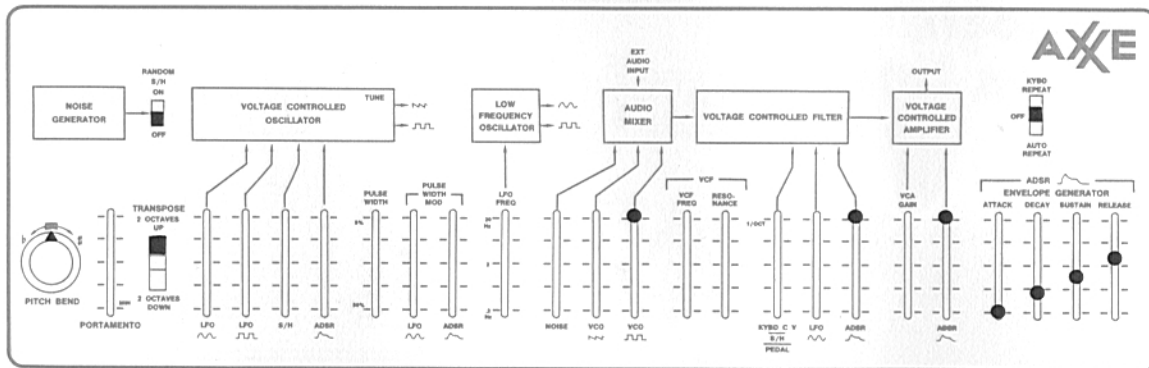 AXXE
EXT
AUDIO
INPUT
OUTPUT
RANDOM
S/H
ON
OFF
KYBD
REPEAT
OFF
AUTO
REPEAT
NOISE
GENERATOR
TUNE
VOLTAGE CONTROLLED
OSCILLATOR
LOW
FREQUENCY
OSCILLATOR
AUDIO
MIXER
VOLTAGE CONTROLLED FILTER
VOLTAGE
CONTROLLED
AMPLIFIER
PITCH BEND
PORTAMENTO
TRANSPOSE
2 OCTAVES
UP
2 OCTAVES
DOWN
LFO
LFO
S/H
ADSR
PULSE
WIDTH
5%
50%
PULSE
WIDTH
MOD
LFO
ADSR
LFO
FREQ
20
Hz
2
.2
Hz
NOISE
VCO
VCO
VCF
VCF
FREQ
RESO-
NANCE
1/OCT
KYBD C V
S/H
PEDAL
LFO
ADSR
VCA
GAIN
ADSR
ADSR
ENVELOPE GENERATOR
ATTACK
DECAY
SUSTAIN
RELEASE